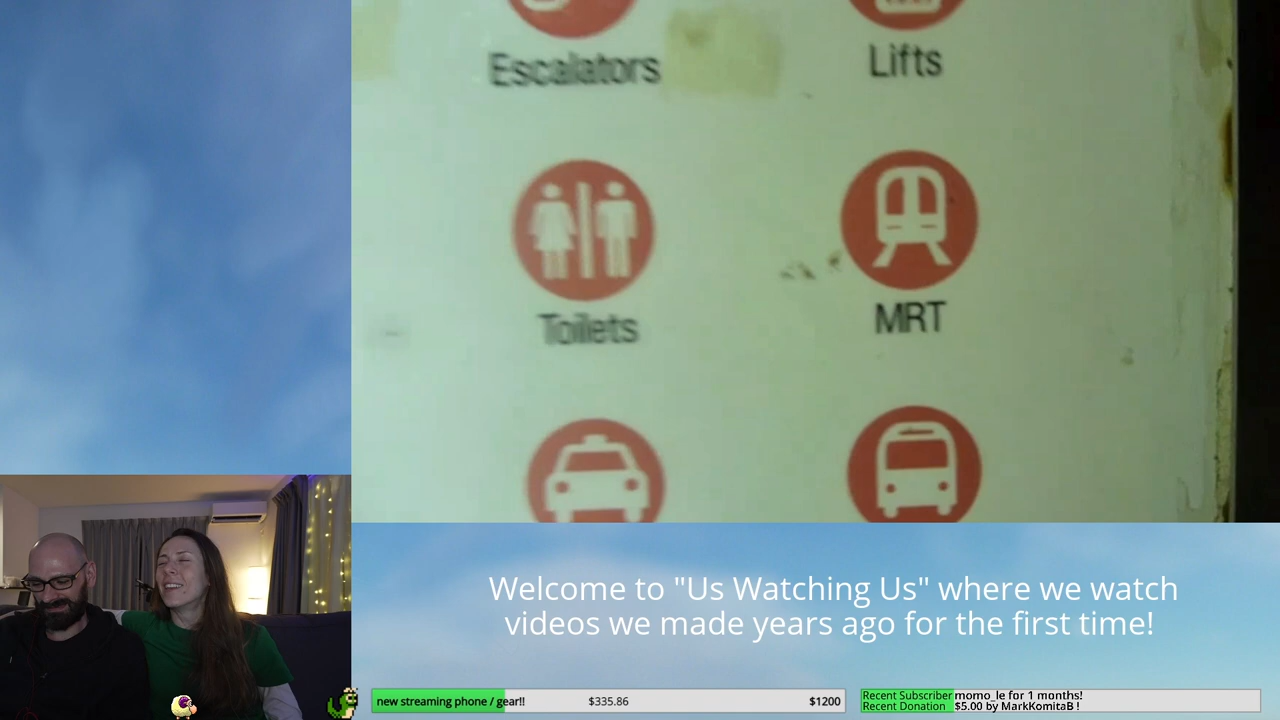 Escalators Lifts
Toilets MRT
Welcome to "Us Watching Us" where we watch
videos we made years ago for the first time!
new streaming phone / gear!! $335.86 $1200
Recent Subscriber momo_le for 1 months!
Recent Donation $5.00 by MarkKomitaB !